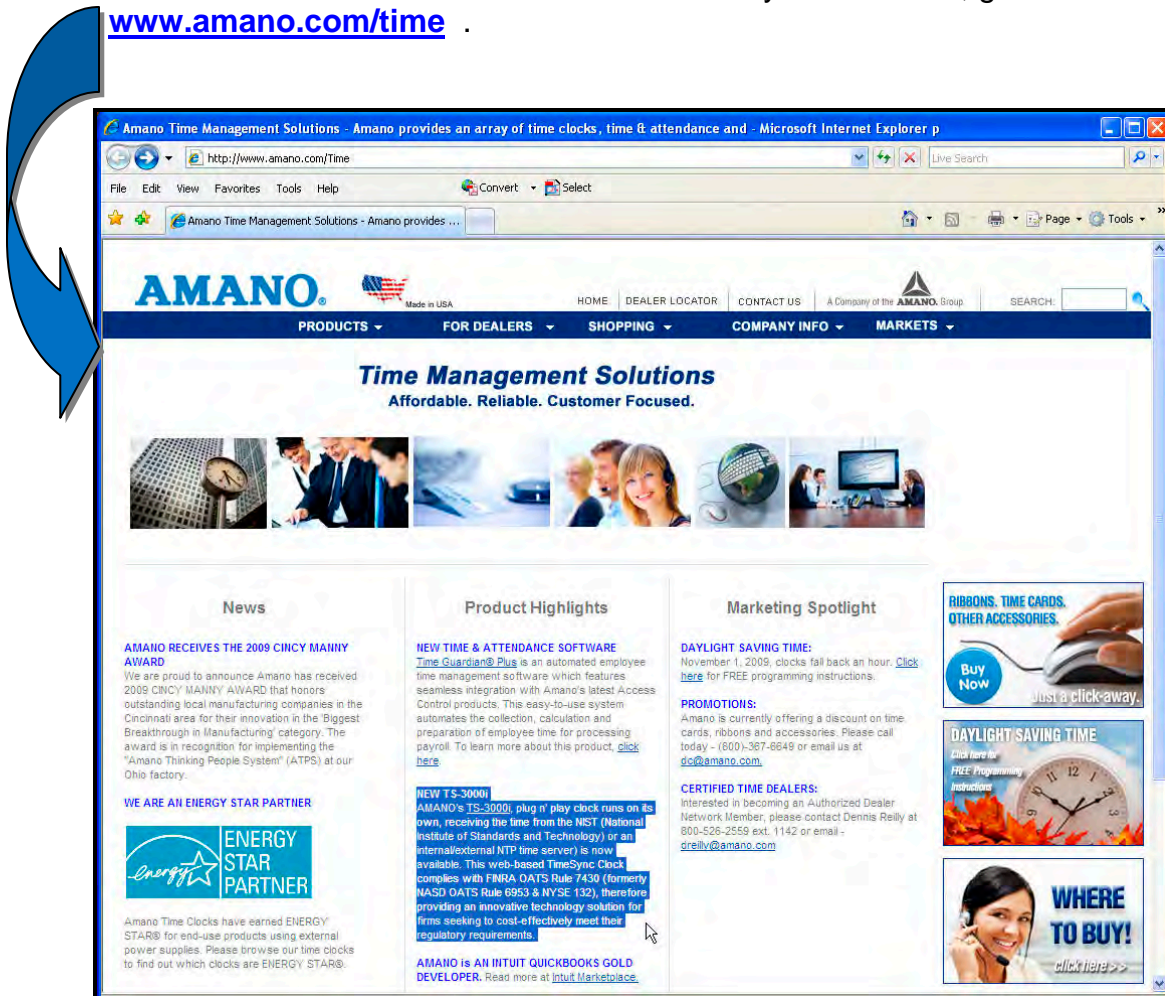 www.amano.com/time .
Amano Time Management Solutions - Amano provides an array of time clocks, time & attendance and - Microsoft Internet Explorer p
http://www.amano.com/Time
Live Search
File Edit View Favorites Tools Help
Convert Select
Amano Time Management Solutions - Amano provides ...
Page Tools »
AMANO®
Made in USA
HOME DEALER LOCATOR CONTACT US A Company of the AMANO. Group SEARCH:
PRODUCTS FOR DEALERS SHOPPING COMPANY INFO MARKETS
Time Management Solutions
Affordable. Reliable. Customer Focused.
News
AMANO RECEIVES THE 2009 CINCY MANNY
AWARD
We are proud to announce Amano has received
2009 CINCY MANNY AWARD that honors
outstanding local manufacturing companies in the
Cincinnati area for their innovation in the 'Biggest
Breakthrough in Manufacturing' category. The
award is in recognition for implementing the
"Amano Thinking People System" (ATPS) at our
Ohio factory.
WE ARE AN ENERGY STAR PARTNER
energy
ENERGY
STAR
PARTNER
Amano Time Clocks have earned ENERGY
STAR® for end-use products using external
power supplies. Please browse our time clocks
to find out which clocks are ENERGY STAR®.
Product Highlights
NEW TIME & ATTENDANCE SOFTWARE
Time Guardian® Plus is an automated employee
time management software which features
seamless integration with Amano's latest Access
Control products. This easy-to-use system
automates the collection, calculation and
preparation of employee time for processing
payroll. To learn more about this product, click
here.
NEW TS-3000i
AMANO's TS-3000i, plug n' play clock runs on its
own, receiving the time from the NIST (National
Institute of Standards and Technology) or an
internal/external NTP time server) is now
available. This web-based TimeSync Clock
complies with FINRA OATS Rule 7430 (formerly
NASD OATS Rule 6953 & NYSE 132), therefore
providing an innovative technology solution for
firms seeking to cost-effectively meet their
regulatory requirements.
AMANO is AN INTUIT QUICKBOOKS GOLD
DEVELOPER. Read more at Intuit Marketplace.
Marketing Spotlight
DAYLIGHT SAVING TIME:
November 1, 2009, clocks fall back an hour. Click
here for FREE programming instructions.
PROMOTIONS:
Amano is currently offering a discount on time
cards, ribbons and accessories. Please call
today - (800)-367-6649 or email us at
dc@amano.com.
CERTIFIED TIME DEALERS:
Interested in becoming an Authorized Dealer
Network Member, please contact Dennis Reilly at
800-526-2559 ext. 1142 or email -
dreilly@amano.com
RIBBONS. TIME CARDS.
OTHER ACCESSORIES.
Buy
Now
Just a click-away.
DAYLIGHT SAVING TIME
Click here for
FREE Programming
Instructions
WHERE
TO BUY!
click here >>